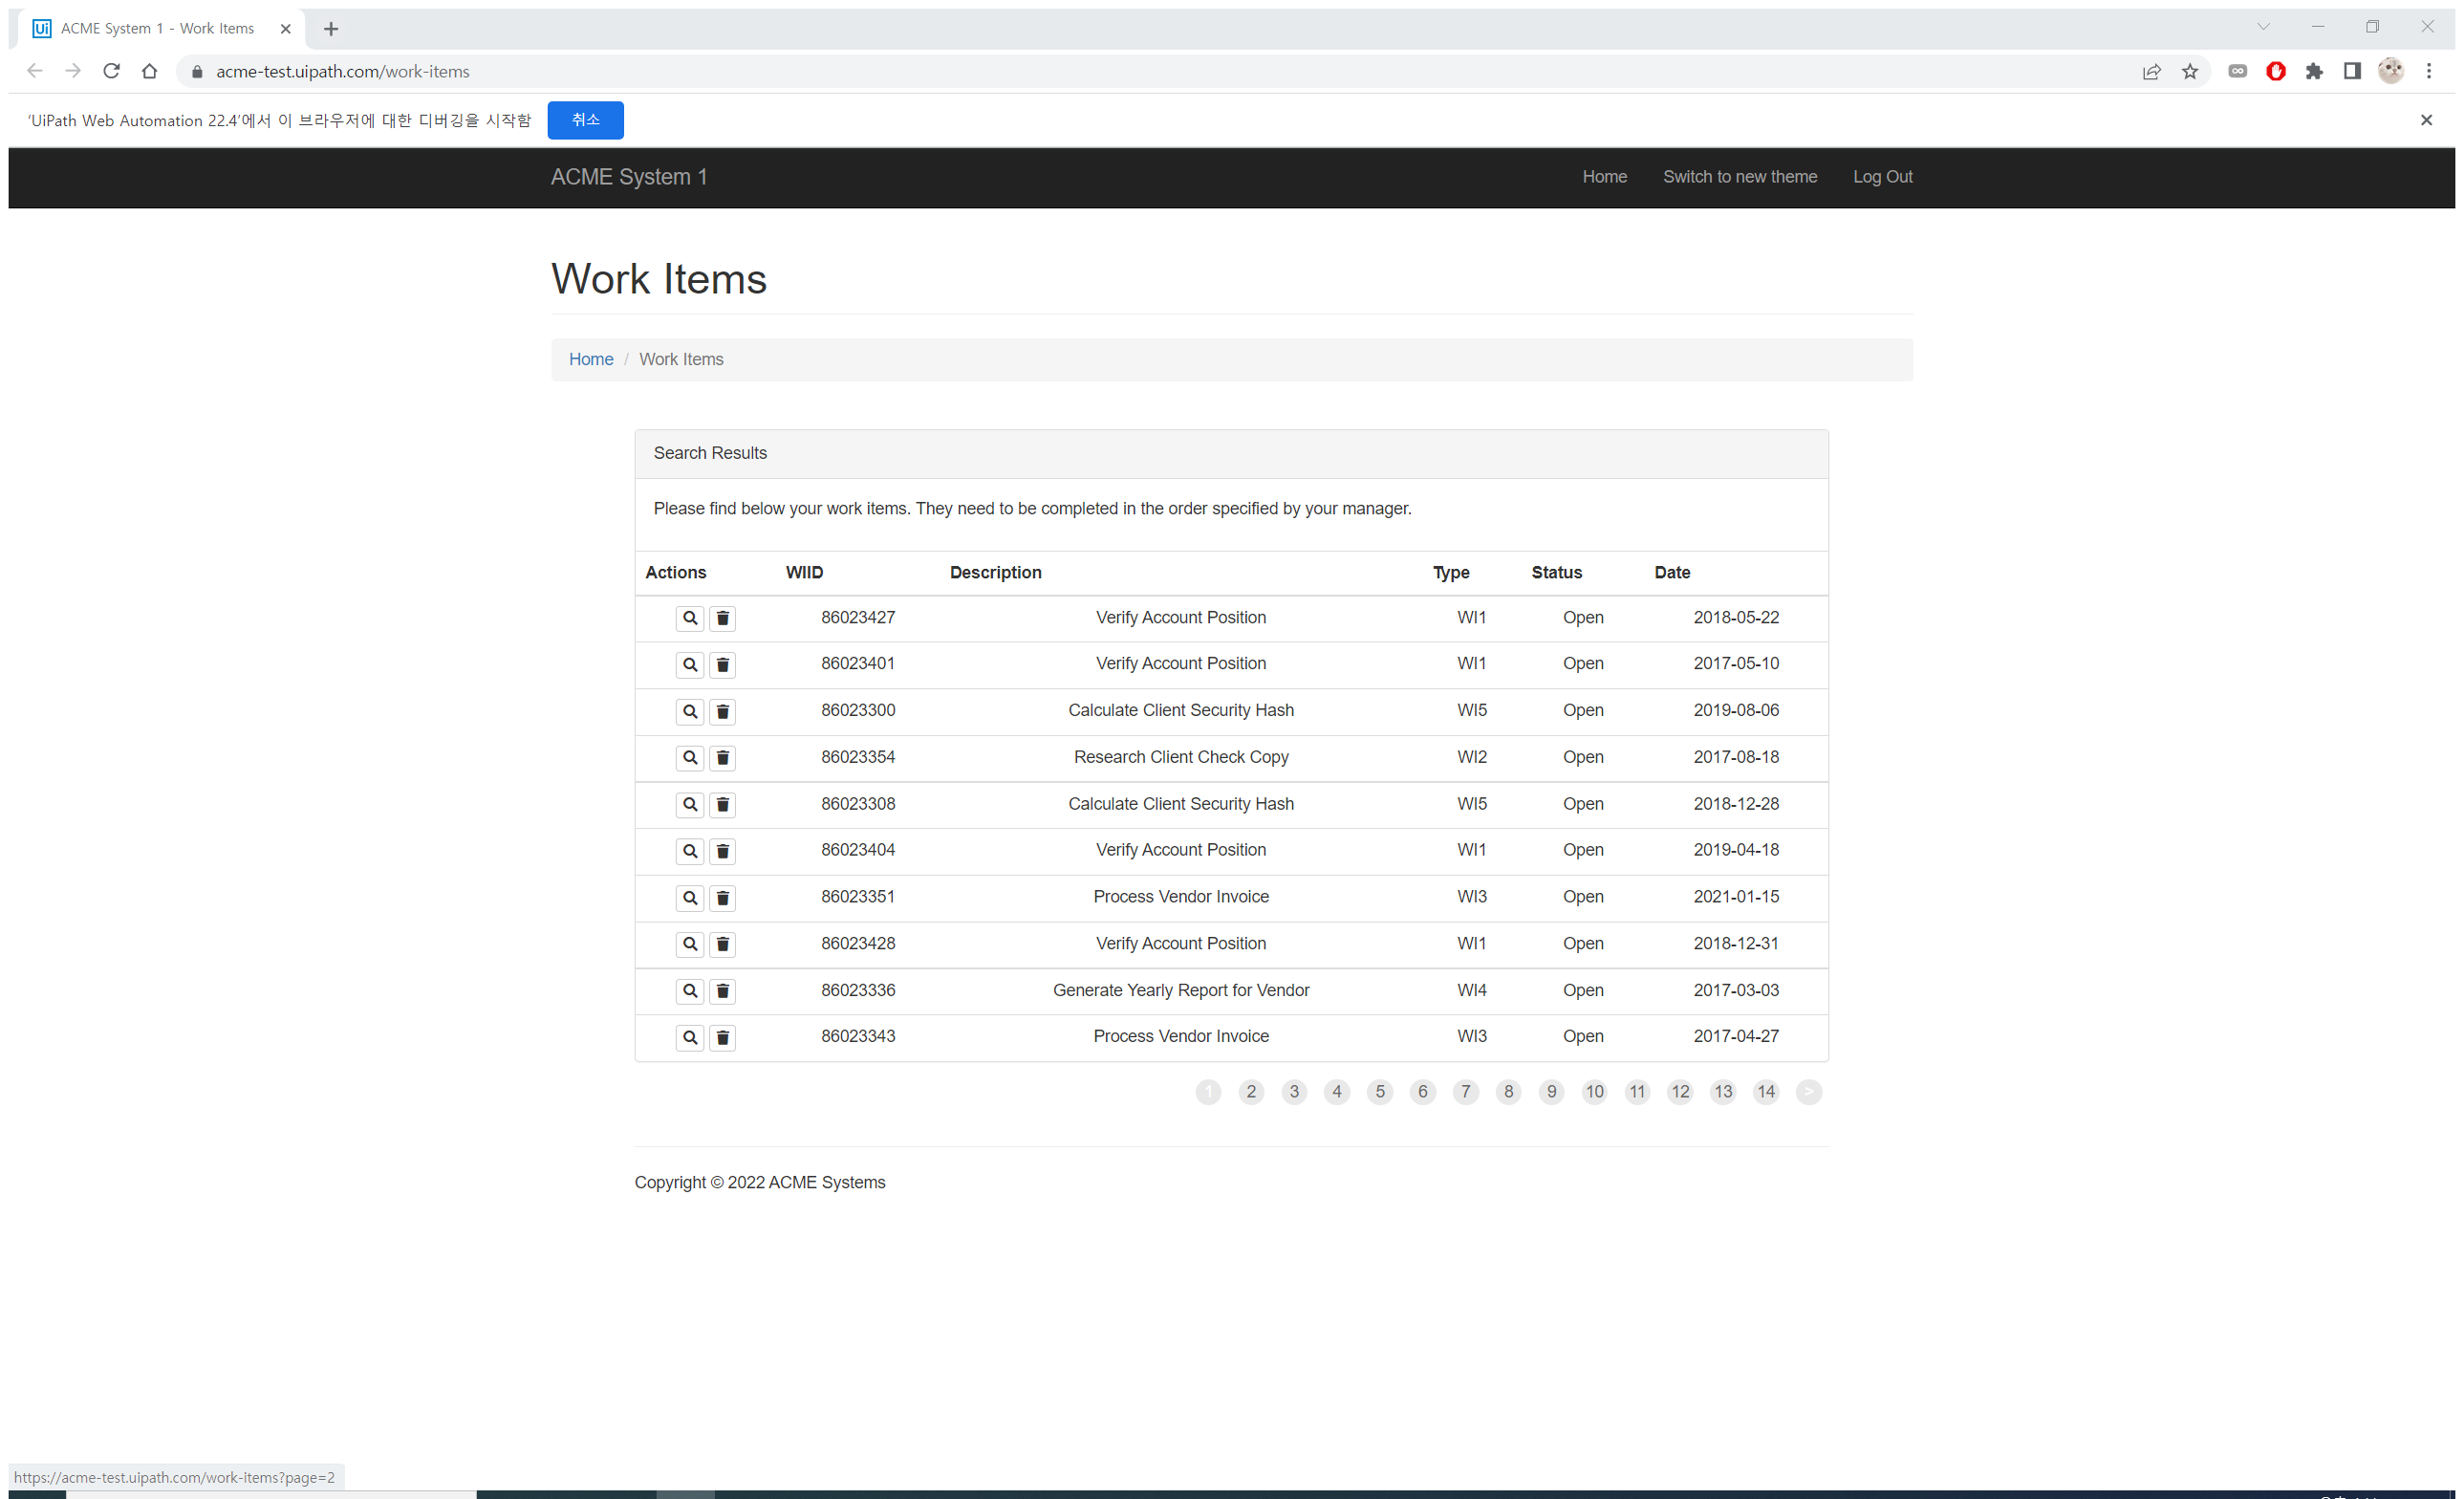 ACME System 1 - Work Items
acme-test.uipath.com/work-items
'UiPath Web Automation 22.4'에서 이 브라우저에 대한 디버깅을 시작함 취소
ACME System 1 Home Switch to new theme Log Out
Work Items
Home / Work Items
Search Results
Please find below your work items. They need to be completed in the order specified by your manager.
Actions WIID Description Type Status Date
86023427 Verify Account Position WI1 Open 2018-05-22
86023401 Verify Account Position WI1 Open 2017-05-10
86023300 Calculate Client Security Hash WI5 Open 2019-08-06
86023354 Research Client Check Copy WI2 Open 2017-08-18
86023308 Calculate Client Security Hash WI5 Open 2018-12-28
86023404 Verify Account Position WI1 Open 2019-04-18
86023351 Process Vendor Invoice WI3 Open 2021-01-15
86023428 Verify Account Position WI1 Open 2018-12-31
86023336 Generate Yearly Report for Vendor WI4 Open 2017-03-03
86023343 Process Vendor Invoice WI3 Open 2017-04-27
1 2 3 4 5 6 7 8 9 10 11 12 13 14 >
Copyright © 2022 ACME Systems
https://acme-test.uipath.com/work-items?page=2